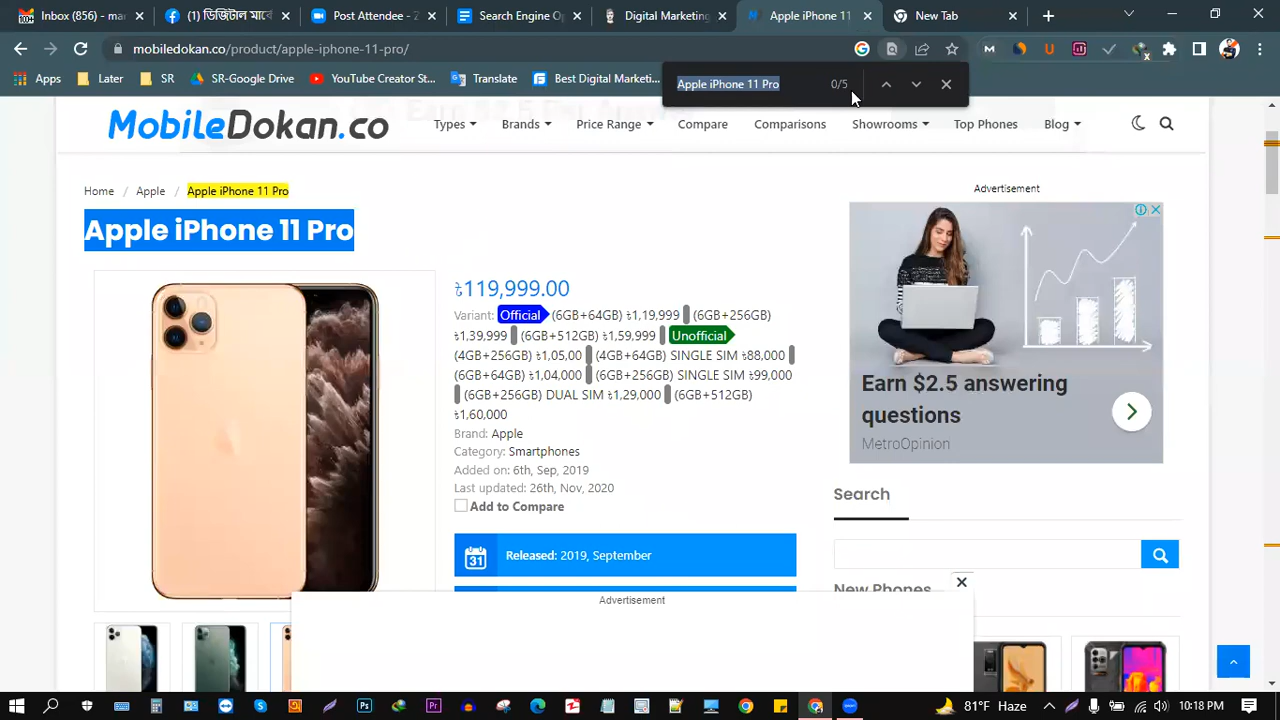 Inbox (951) - mar
(1) ডিজিটাল মার্কে
Post Attendee - Z
Search Engine Op
Digital Marketing
Apple iPhone 11
New Tab
mobiledokan.co/product/apple-iphone-11-pro/
Apps
Later
SR
SR-Google Drive
YouTube Creator St...
Translate
Best Digital Marketi...
Apple iPhone 11 Pro
0/5
MobileDokan.co
Types
Brands
Price Range
Compare
Comparisons
Showrooms
Top Phones
Blog
Home / Apple / Apple iPhone 11 Pro
Apple iPhone 11 Pro
৳119,999.00
Variant: Official (6GB+64GB) ৳1,19,999 (6GB+256GB)
৳1,39,999 (6GB+512GB) ৳1,59,999 Unofficial
(4GB+256GB) ৳1,05,00 (4GB+64GB) SINGLE SIM ৳88,000
(6GB+64GB) ৳1,04,000 (6GB+256GB) SINGLE SIM ৳99,000
(6GB+256GB) DUAL SIM ৳1,29,000 (6GB+512GB)
৳1,60,000
Brand: Apple
Category: Smartphones
Added on: 6th, Sep, 2019
Last updated: 26th, Nov, 2020
Add to Compare
31
Released: 2019, September
Advertisement
Advertisement
Earn $2.5 answering
questions
MetroOpinion
Search
New Phones
81°F Haze
10:18 PM